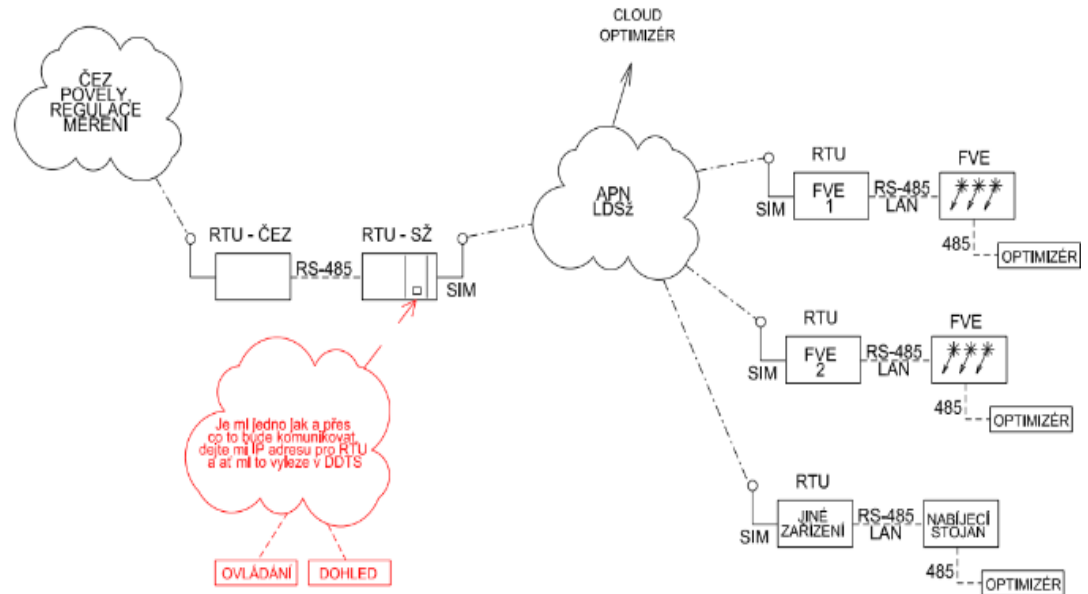 CLOUD
OPTIMIZÉR
ČEZ
POVELY,
REGULACE
MĚŘENÍ
RTU - ČEZ
RS-485
RTU - SŽ
SIM
APN
LDSž
RTU
SIM
FVE
1
RS-485
LAN
FVE
485
OPTIMIZÉR
RTU
SIM
FVE
2
RS-485
LAN
FVE
485
OPTIMIZÉR
RTU
SIM
JINÉ
ZAŘÍZENÍ
RS-485
LAN
NABÍJECÍ
STOJAN
485
OPTIMIZÉR
Je mi jedno jak a přes
co to bude komunikovat,
dejte mi IP adresu pro RTU
a ať mi to vyleze v DDTS
OVLÁDÁNÍ
DOHLED